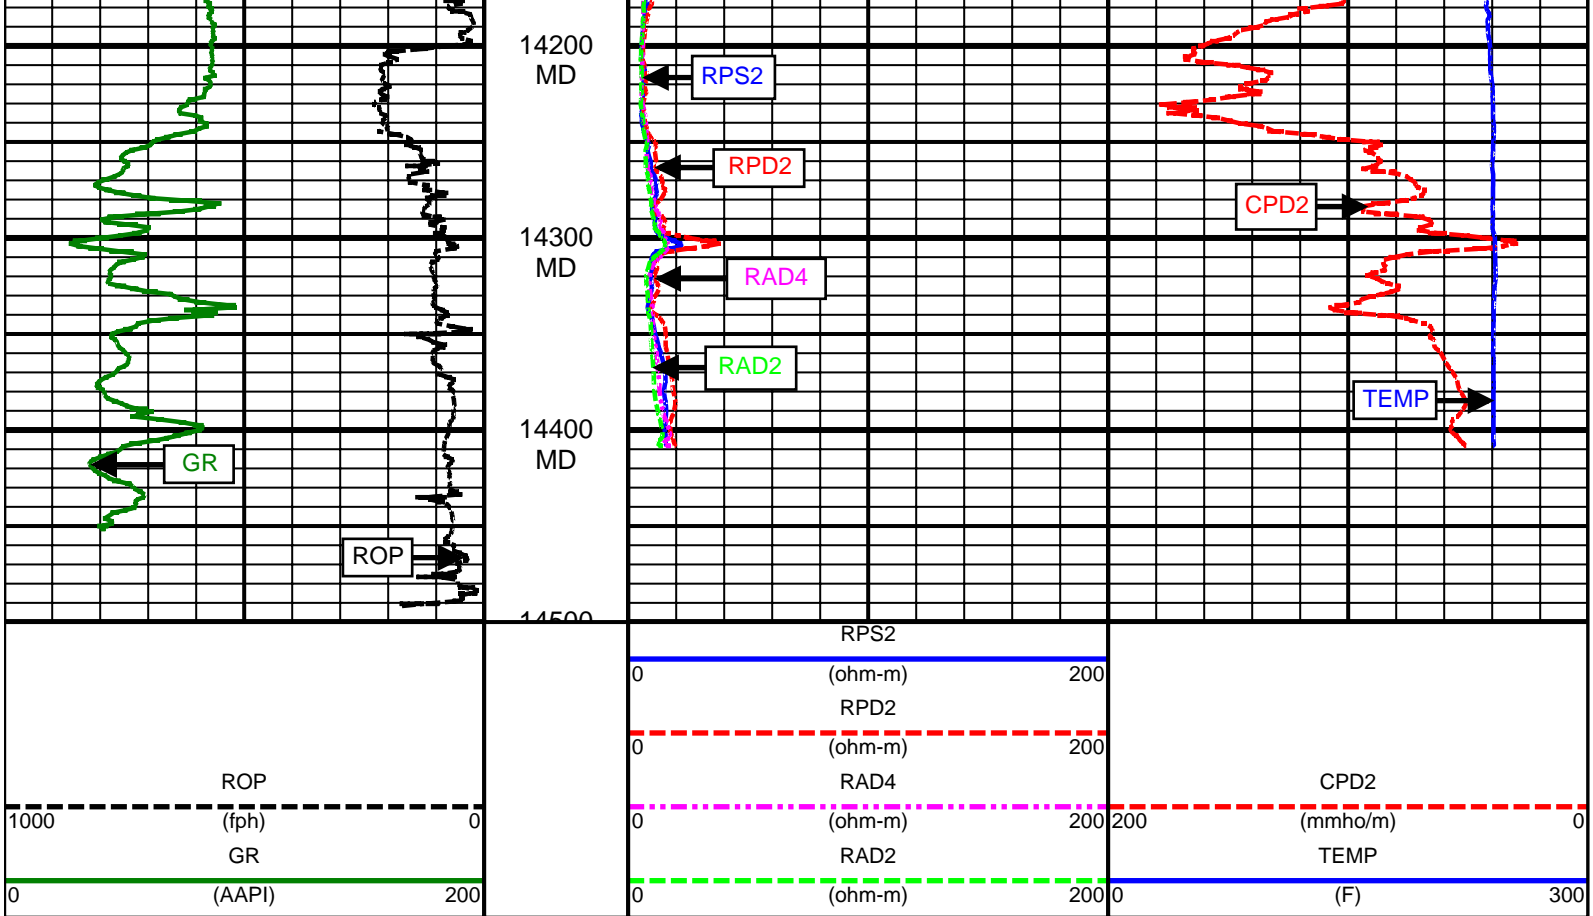 14200
MD
RPS2
RPD2
CPD2
14300
MD
RAD4
RAD2
TEMP
14400
MD
GR
ROP
14500
RPS2
0 (ohm-m) 200
RPD2
0 (ohm-m) 200
ROP RAD4 CPD2
1000 (fph) 0 0 (ohm-m) 200 200 (mmho/m) 0
GR RAD2 TEMP
0 (AAPI) 200 0 (ohm-m) 200 0 (F) 300